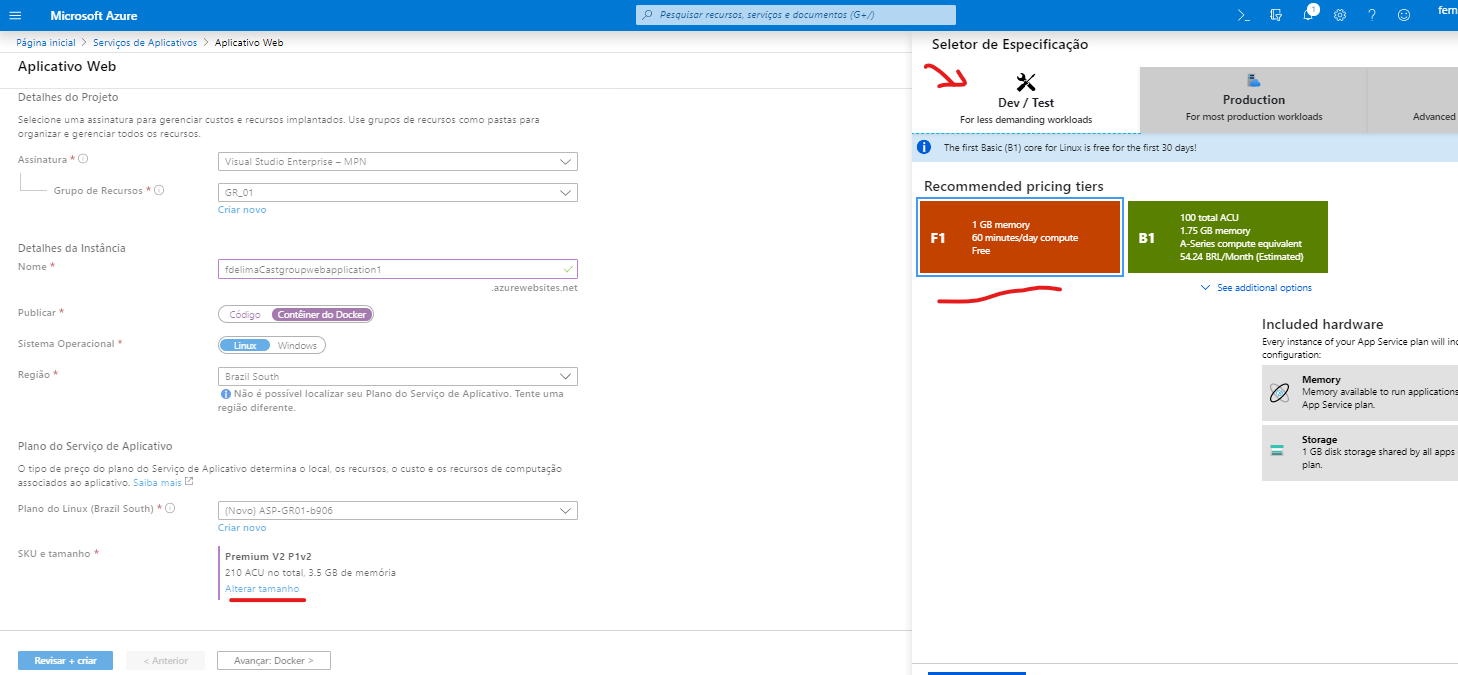 Microsoft Azure
Pesquisar recursos, serviços e documentos (G+/)
1
fern
Página inicial > Serviços de Aplicativos > Aplicativo Web
Aplicativo Web
Detalhes do Projeto
Selecione uma assinatura para gerenciar custos e recursos implantados. Use grupos de recursos como pastas para
organizar e gerenciar todos os recursos.
Assinatura *
Visual Studio Enterprise – MPN
Grupo de Recursos *
GR_01
Criar novo
Detalhes da Instância
Nome *
fdelimaCastgroupwebapplication1
.azurewebsites.net
Publicar *
Código
Contêiner do Docker
Sistema Operacional *
Linux
Windows
Região *
Brazil South
Não é possível localizar seu Plano do Serviço de Aplicativo. Tente uma
região diferente.
Plano do Serviço de Aplicativo
O tipo de preço do plano do Serviço de Aplicativo determina o local, os recursos, o custo e os recursos de computação
associados ao aplicativo. Saiba mais
Plano do Linux (Brazil South) *
(Novo) ASP-GR01-b906
Criar novo
SKU e tamanho *
Premium V2 P1v2
210 ACU no total, 3.5 GB de memória
Alterar tamanho
Revisar + criar
< Anterior
Avançar: Docker >
Seletor de Especificação
Dev / Test
For less demanding workloads
Production
For most production workloads
Advanced
The first Basic (B1) core for Linux is free for the first 30 days!
Recommended pricing tiers
F1
1 GB memory
60 minutes/day compute
Free
B1
100 total ACU
1.75 GB memory
A-Series compute equivalent
54.24 BRL/Month (Estimated)
See additional options
Included hardware
Every instance of your App Service plan will inc
configuration:
Memory
Memory available to run applications
App Service plan.
Storage
1 GB disk storage shared by all apps
plan.